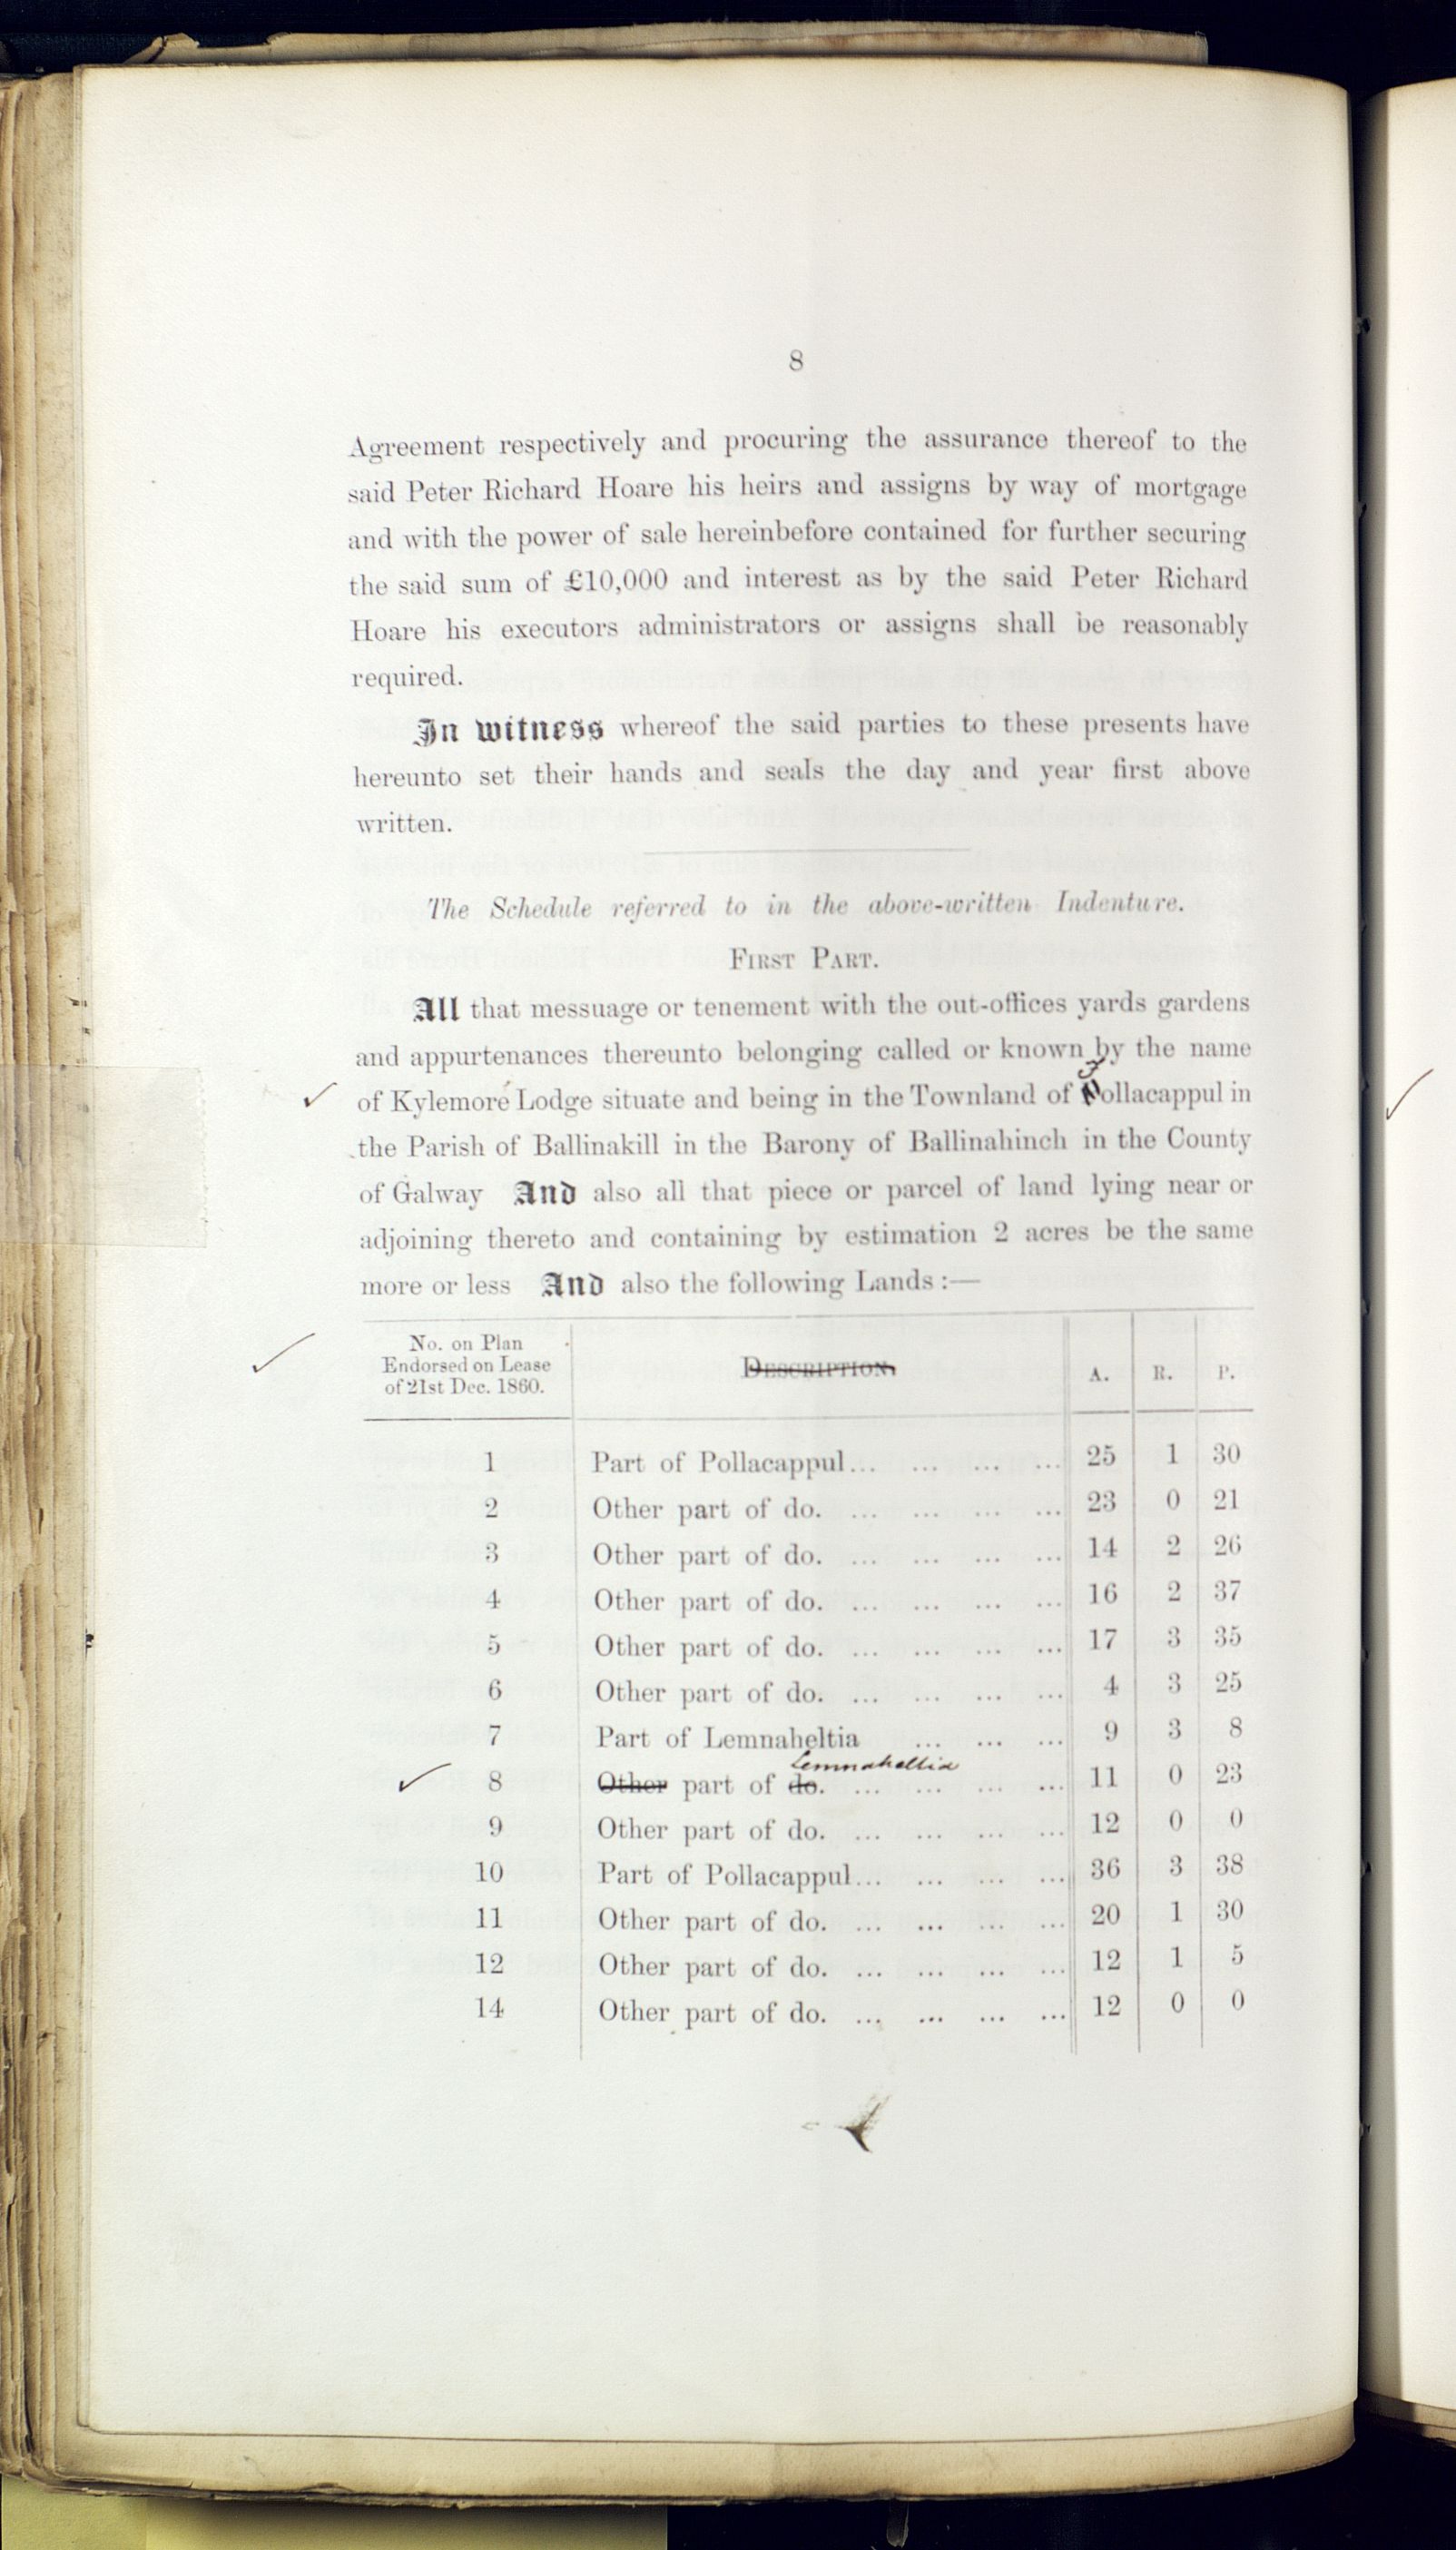 8
Agreement respectively and procuring the assurance thereof to the
said Peter Richard Hoare his heirs and assigns by way of mortgage
and with the power of sale hereinbefore contained for further securing
the said sum of £10,000 and interest as by the said Peter Richard
Hoare his executors administrators or assigns shall be reasonably
required.
In witness whereof the said parties to these presents have
hereunto set their hands and seals the day and year first above
written.
The Schedule referred to in the above-written Indenture.
FIRST PART.
All that messuage or tenement with the out-offices yards gardens
and appurtenances thereunto belonging called or known by the name
of Kylemore Lodge situate and being in the Townland of Pollacappul in
the Parish of Ballinakill in the Barony of Ballinahinch in the County
of Galway And also all that piece or parcel of land lying near or
adjoining thereto and containing by estimation 2 acres be the same
more or less And also the following Lands :—
No. on Plan
Endorsed on Lease
of 21st Dec. 1860.
DESCRIPTION. A. R. P.
1 Part of Pollacappul... ... ... ... 25 1 30
2 Other part of do. ... ... ... ... 23 0 21
3 Other part of do. ... ... ... ... 14 2 26
4 Other part of do. ... ... ... ... 16 2 37
5 Other part of do. ... ... ... ... 17 3 35
6 Other part of do. ... ... ... ... 4 3 25
7 Part of Lemnaheltia ... ... ... 9 3 8
Lemnaheltia
8 Other part of do. ... ... ... ... 11 0 23
9 Other part of do. ... ... ... ... 12 0 0
10 Part of Pollacappul... ... ... ... 36 3 38
11 Other part of do. ... ... ... ... 20 1 30
12 Other part of do. ... ... ... ... 12 1 5
14 Other part of do. ... ... ... ... 12 0 0